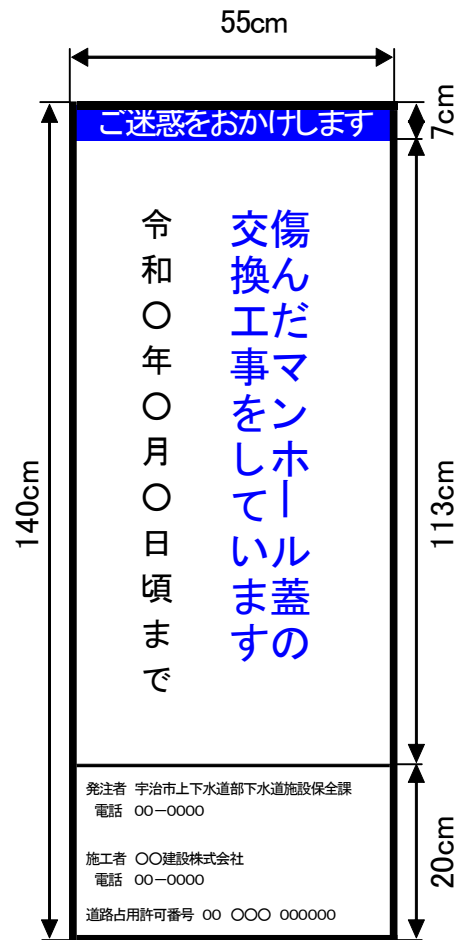 55cm
7cm
ご迷惑をおかけします
傷んだマンホール蓋の
交換工事をしています
令和〇年〇月〇日頃まで
140cm
113cm
発注者 宇治市上下水道部下水道施設保全課
電話 00－0000
施工者 〇〇建設株式会社
電話 00－0000
道路占用許可番号 00 〇〇〇 000000
20cm